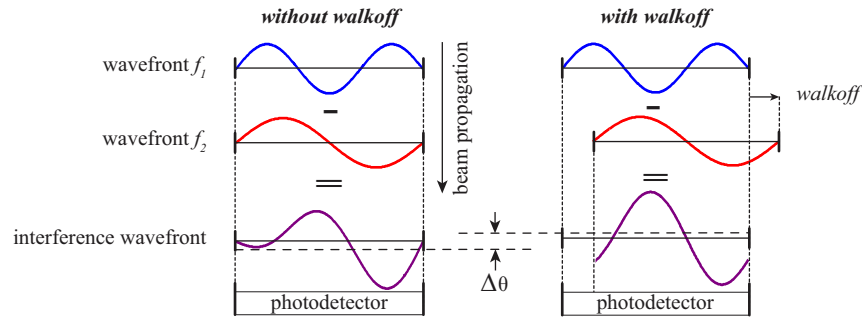 without walkoff
with walkoff
wavefront f1
beam propagation
walkoff
wavefront f2
interference wavefront
Δθ
photodetector
photodetector